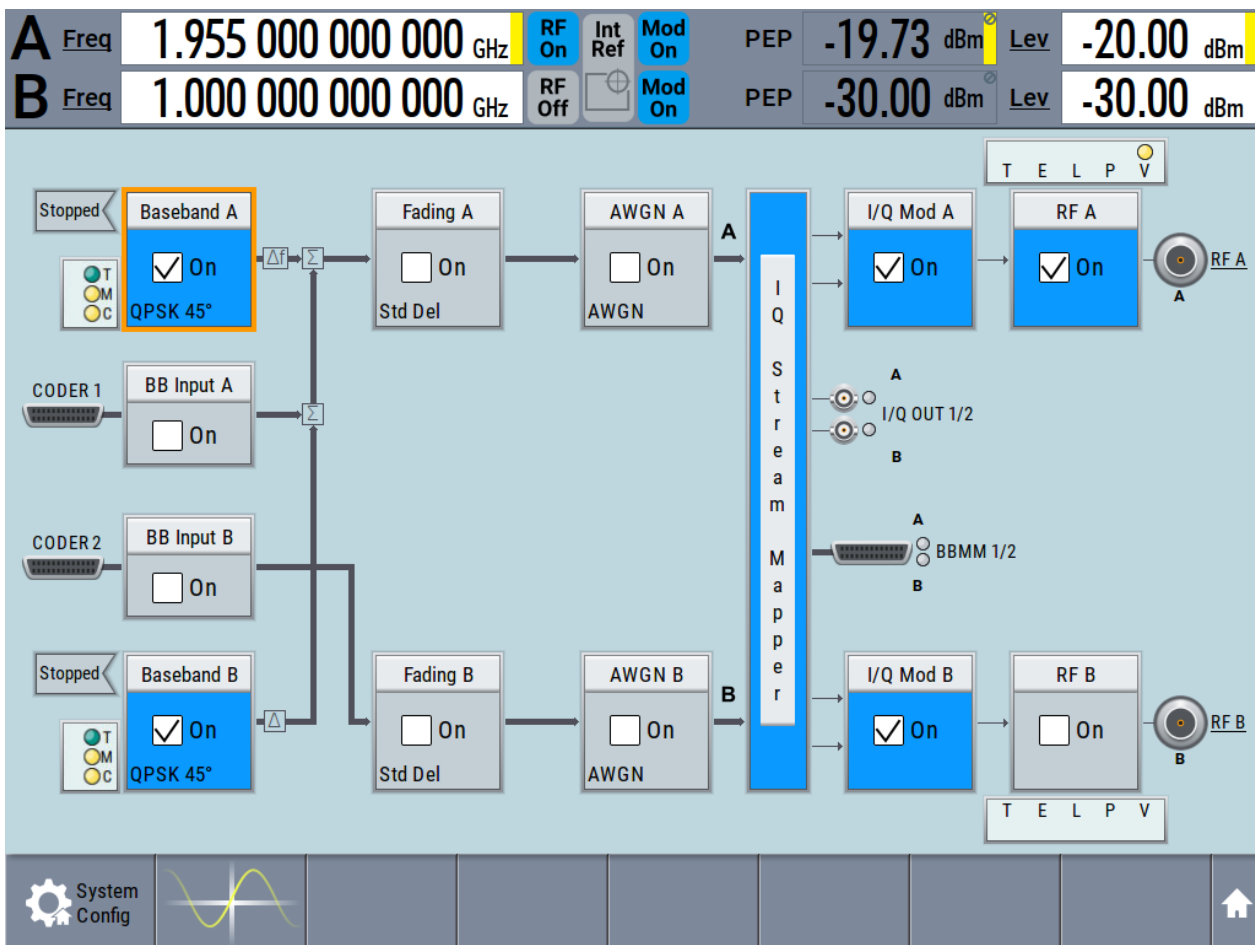 A Freq 1.955 000 000 000 GHz RF On Int Ref Mod On PEP -19.73 dBm Lev -20.00 dBm
B Freq 1.000 000 000 000 GHz RF Off Mod On PEP -30.00 dBm Lev -30.00 dBm
T E L P V
Stopped
Baseband A
On
QPSK 45°
T
M
C
Δf
Σ
Fading A
On
Std Del
AWGN A
On
AWGN
A
IQ Stream Mapper
I/Q Mod A
On
RF A
On
RF A
A
CODER 1
BB Input A
On
Σ
A
I/Q OUT 1/2
B
CODER 2
BB Input B
On
A
BBMM 1/2
B
Stopped
Baseband B
On
QPSK 45°
T
M
C
Δ
Fading B
On
Std Del
AWGN B
On
AWGN
B
I/Q Mod B
On
RF B
On
RF B
B
T E L P V
System
Config